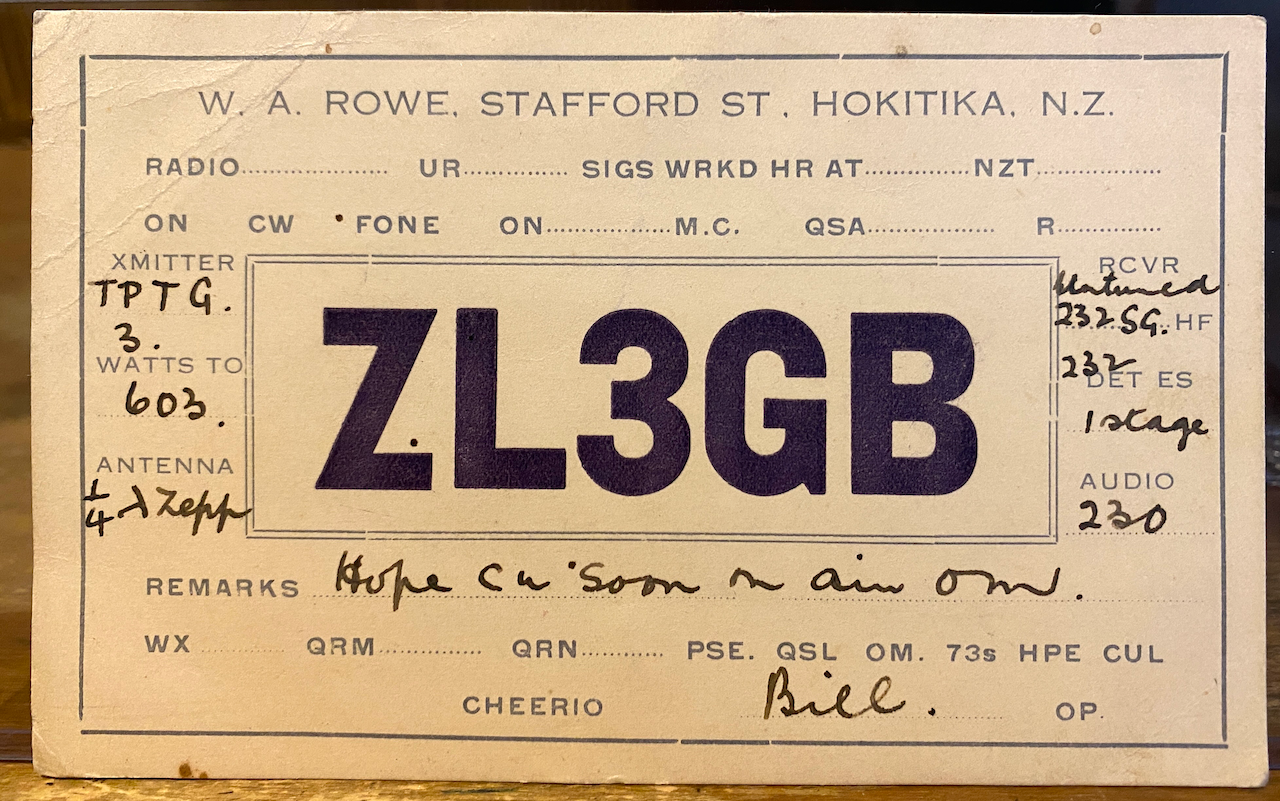 W. A. ROWE, STAFFORD ST, HOKITIKA, N.Z.
RADIO.................. UR............. SIGS WRKD HR AT.............NZT................
ON CW FONE ON...............M.C. QSA................ R.............
XMITTER
TPTG.
3.
WATTS TO
603.
ANTENNA
1/4 λ Zepp
ZL3GB
RCVR
Untuned
232 SG. HF
232
DET ES
1 stage
AUDIO
230
REMARKS Hope cu Soon on air om.
WX .......... QRM............. QRN.......... PSE. QSL OM. 73s HPE CUL
CHEERIO Bill. OP.